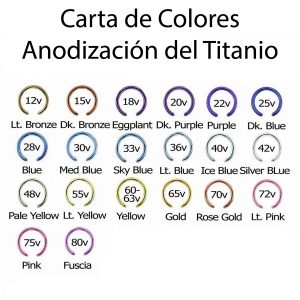 Carta de Colores
Anodización del Titanio
12v 15v 18v 20v 22v 25v
Lt. Bronze Dk. Bronze Eggplant Dk. Purple Purple Dk. Blue
28v 30v 33v 36v 40v 42v
Blue Med Blue Sky Blue Lt. Blue Ice Blue Silver BLue
48v 55v 60-63v 65v 70v 72v
Pale Yellow Lt. Yellow Yellow Gold Rose Gold Lt. Pink
75v 80v
Pink Fuscia